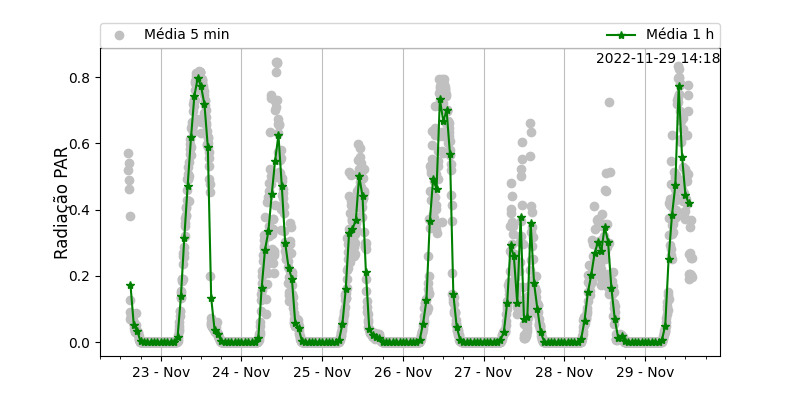 Média 5 min
Média 1 h
2022-11-29 14:18
Radiação PAR
0.8
0.6
0.4
0.2
0.0
23 - Nov
24 - Nov
25 - Nov
26 - Nov
27 - Nov
28 - Nov
29 - Nov